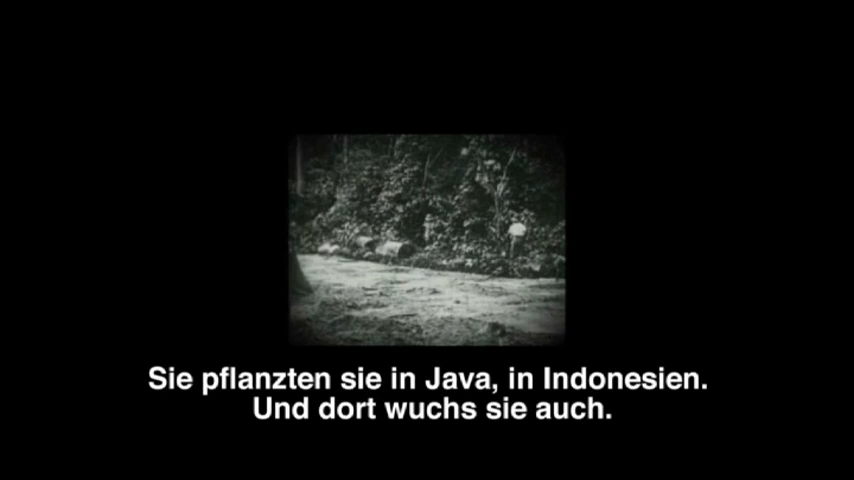 Sie pflanzten sie in Java, in Indonesien.
Und dort wuchs sie auch.